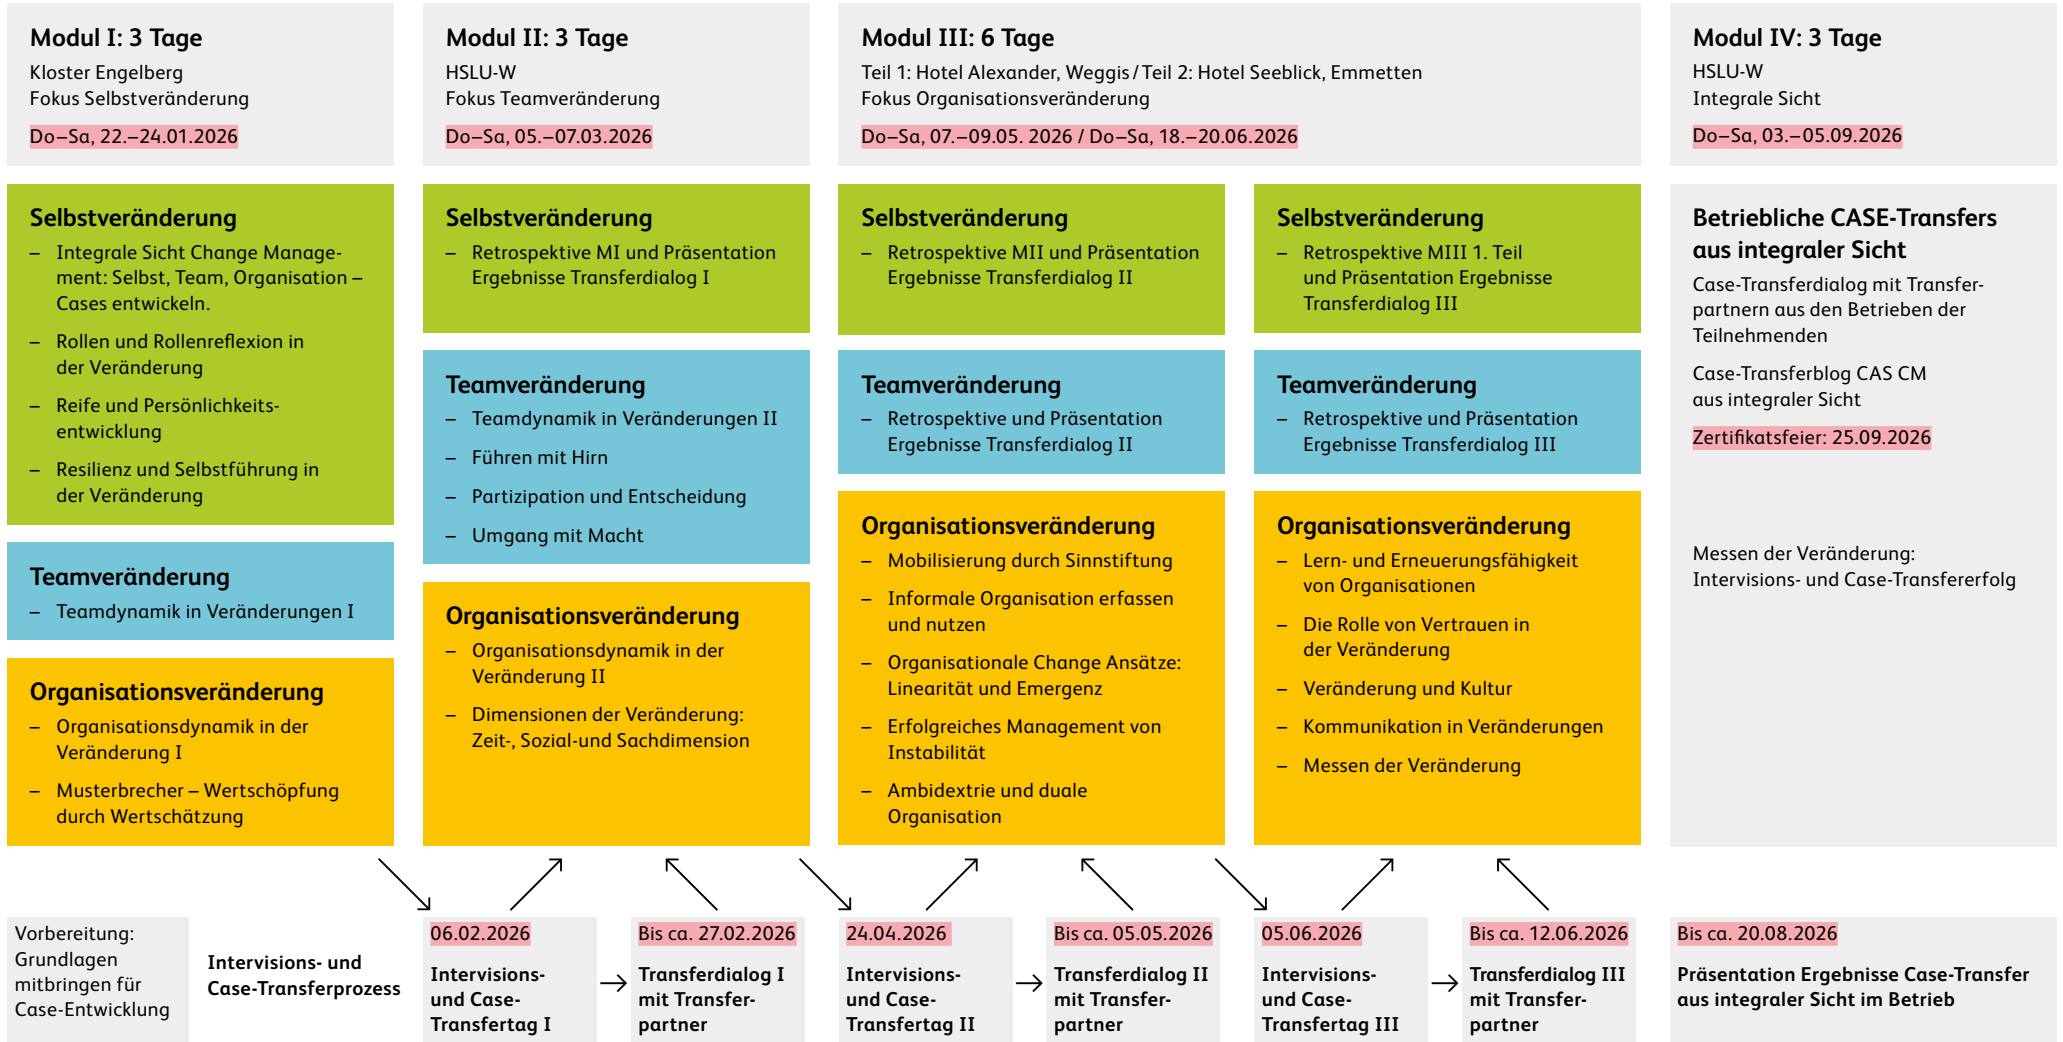 Modul I: 3 Tage
Kloster Engelberg
Fokus Selbstveränderung
Do–Sa, 22.–24.01.2026
Modul II: 3 Tage
HSLU-W
Fokus Teamveränderung
Do–Sa, 05.–07.03.2026
Modul III: 6 Tage
Teil 1: Hotel Alexander, Weggis / Teil 2: Hotel Seeblick, Emmetten
Fokus Organisationsveränderung
Do–Sa, 07.–09.05. 2026 / Do–Sa, 18.–20.06.2026
Modul IV: 3 Tage
HSLU-W
Integrale Sicht
Do–Sa, 03.–05.09.2026
Selbstveränderung
– Integrale Sicht Change Manage-
ment: Selbst, Team, Organisation –
Cases entwickeln.
– Rollen und Rollenreflexion in
der Veränderung
– Reife und Persönlichkeits-
entwicklung
– Resilienz und Selbstführung in
der Veränderung
Teamveränderung
– Teamdynamik in Veränderungen I
Organisationsveränderung
– Organisationsdynamik in der
Veränderung I
– Musterbrecher – Wertschöpfung
durch Wertschätzung
Selbstveränderung
– Retrospektive MI und Präsentation
Ergebnisse Transferdialog I
Teamveränderung
– Teamdynamik in Veränderungen II
– Führen mit Hirn
– Partizipation und Entscheidung
– Umgang mit Macht
Organisationsveränderung
– Organisationsdynamik in der
Veränderung II
– Dimensionen der Veränderung:
Zeit-, Sozial-und Sachdimension
Selbstveränderung
– Retrospektive MII und Präsentation
Ergebnisse Transferdialog II
Teamveränderung
– Retrospektive und Präsentation
Ergebnisse Transferdialog II
Organisationsveränderung
– Mobilisierung durch Sinnstiftung
– Informale Organisation erfassen
und nutzen
– Organisationale Change Ansätze:
Linearität und Emergenz
– Erfolgreiches Management von
Instabilität
– Ambidextrie und duale
Organisation
Selbstveränderung
– Retrospektive MIII 1. Teil
und Präsentation Ergebnisse
Transferdialog III
Teamveränderung
– Retrospektive und Präsentation
Ergebnisse Transferdialog III
Organisationsveränderung
– Lern- und Erneuerungsfähigkeit
von Organisationen
– Die Rolle von Vertrauen in
der Veränderung
– Veränderung und Kultur
– Kommunikation in Veränderungen
– Messen der Veränderung
Betriebliche CASE-Transfers
aus integraler Sicht
Case-Transferdialog mit Transfer-
partnern aus den Betrieben der
Teilnehmenden
Case-Transferblog CAS CM
aus integraler Sicht
Zertifikatsfeier: 25.09.2026
Messen der Veränderung:
Intervisions- und Case-Transfererfolg
Vorbereitung:
Grundlagen
mitbringen für
Case-Entwicklung
Intervisions- und
Case-Transferprozess
06.02.2026
Intervisions-
und Case-
Transfertag I
Bis ca. 27.02.2026
Transferdialog I
mit Transfer-
partner
24.04.2026
Intervisions-
und Case-
Transfertag II
Bis ca. 05.05.2026
Transferdialog II
mit Transfer-
partner
05.06.2026
Intervisions-
und Case-
Transfertag III
Bis ca. 12.06.2026
Transferdialog III
mit Transfer-
partner
Bis ca. 20.08.2026
Präsentation Ergebnisse Case-Transfer
aus integraler Sicht im Betrieb